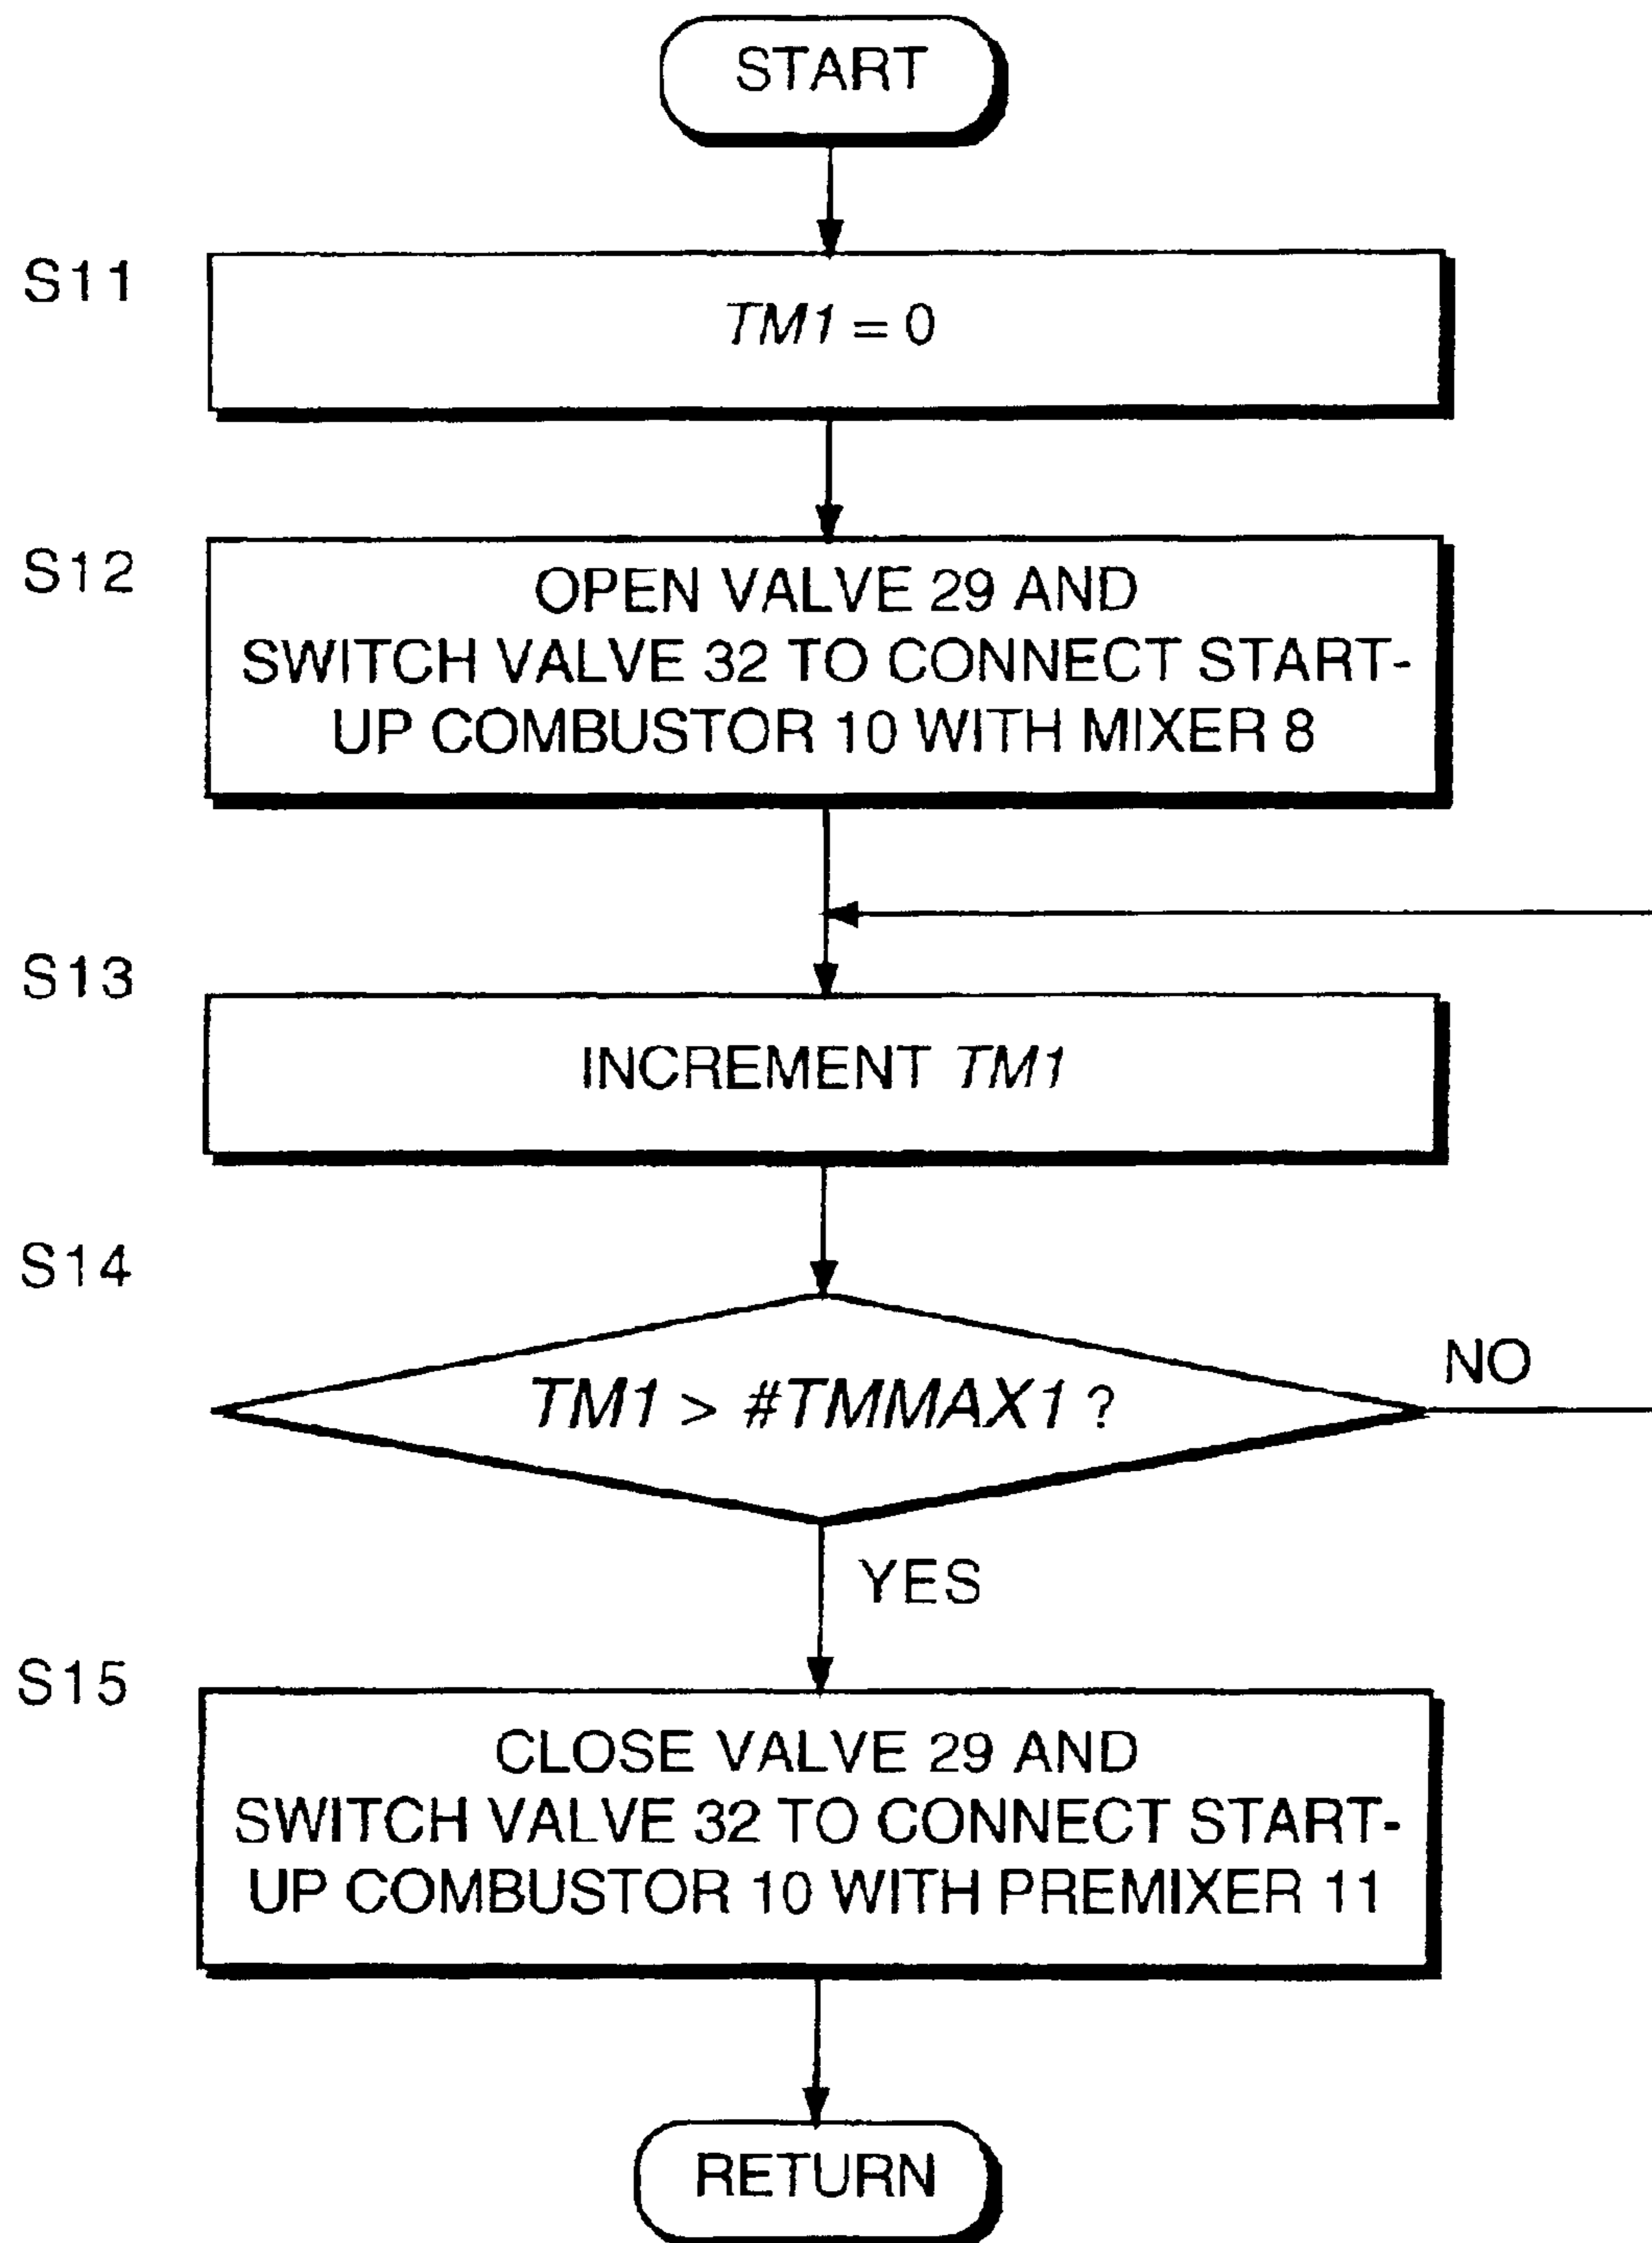 START
S11
TM1 = 0
S12
OPEN VALVE 29 AND
SWITCH VALVE 32 TO CONNECT START-
UP COMBUSTOR 10 WITH MIXER 8
S13
INCREMENT TM1
S14
TM1 > #TMMAX1 ?
NO
YES
S15
CLOSE VALVE 29 AND
SWITCH VALVE 32 TO CONNECT START-
UP COMBUSTOR 10 WITH PREMIXER 11
RETURN